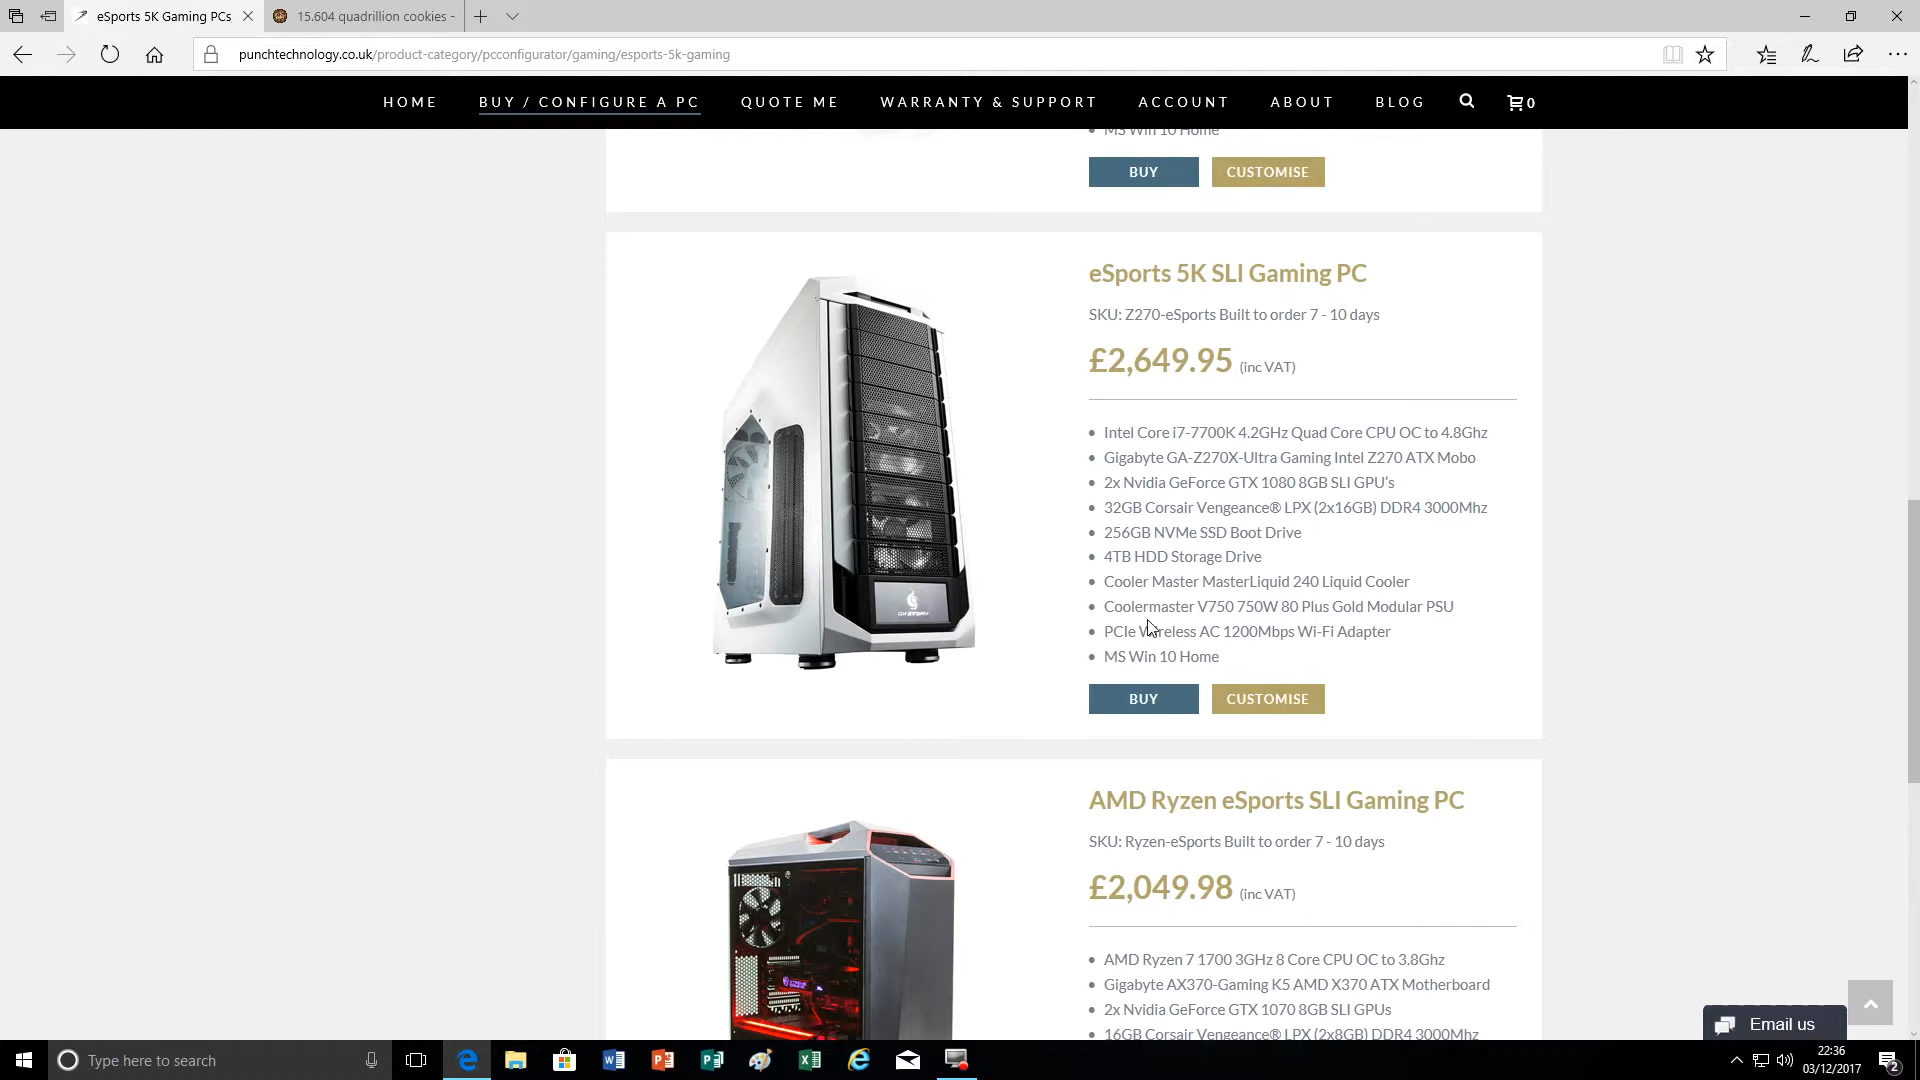 eSports 5K Gaming PCs
15.604 quadrillion cookies -
punchtechnology.co.uk/product-category/pcconfigurator/gaming/esports-5k-gaming
HOME BUY / CONFIGURE A PC QUOTE ME WARRANTY & SUPPORT ACCOUNT ABOUT BLOG 0
MS Win 10 Home
BUY CUSTOMISE
eSports 5K SLI Gaming PC
SKU: Z270-eSports Built to order 7 - 10 days
£2,649.95 (inc VAT)
Intel Core i7-7700K 4.2GHz Quad Core CPU OC to 4.8Ghz
Gigabyte GA-Z270X-Ultra Gaming Intel Z270 ATX Mobo
2x Nvidia GeForce GTX 1080 8GB SLI GPU's
32GB Corsair Vengeance® LPX (2x16GB) DDR4 3000Mhz
256GB NVMe SSD Boot Drive
4TB HDD Storage Drive
Cooler Master MasterLiquid 240 Liquid Cooler
Coolermaster V750 750W 80 Plus Gold Modular PSU
PCIe Wireless AC 1200Mbps Wi-Fi Adapter
MS Win 10 Home
BUY CUSTOMISE
AMD Ryzen eSports SLI Gaming PC
SKU: Ryzen-eSports Built to order 7 - 10 days
£2,049.98 (inc VAT)
AMD Ryzen 7 1700 3GHz 8 Core CPU OC to 3.8Ghz
Gigabyte AX370-Gaming K5 AMD X370 ATX Motherboard
2x Nvidia GeForce GTX 1070 8GB SLI GPUs
16GB Corsair Vengeance® LPX (2x8GB) DDR4 3000Mhz
Email us
Type here to search
22:36
03/12/2017
2